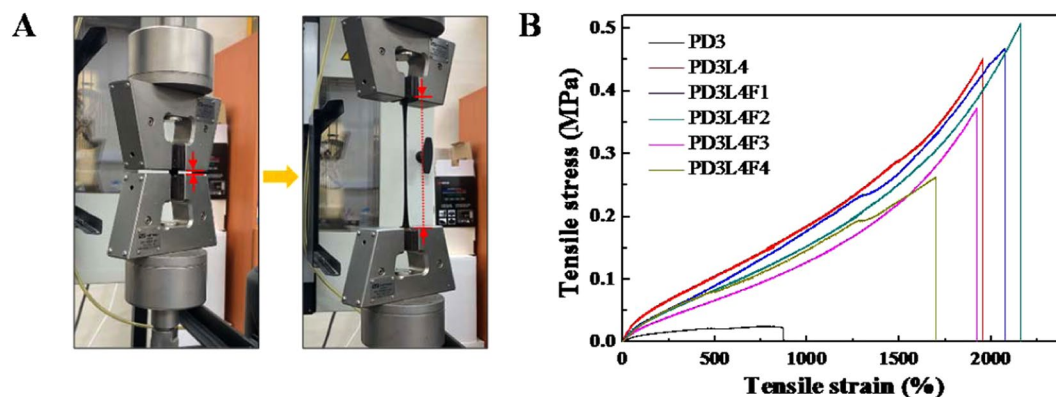 A
B
0.5
0.4
0.3
0.2
0.1
0.0
Tensile stress (MPa)
PD3
PD3L4
PD3L4F1
PD3L4F2
PD3L4F3
PD3L4F4
0 500 1000 1500 2000
Tensile strain (%)